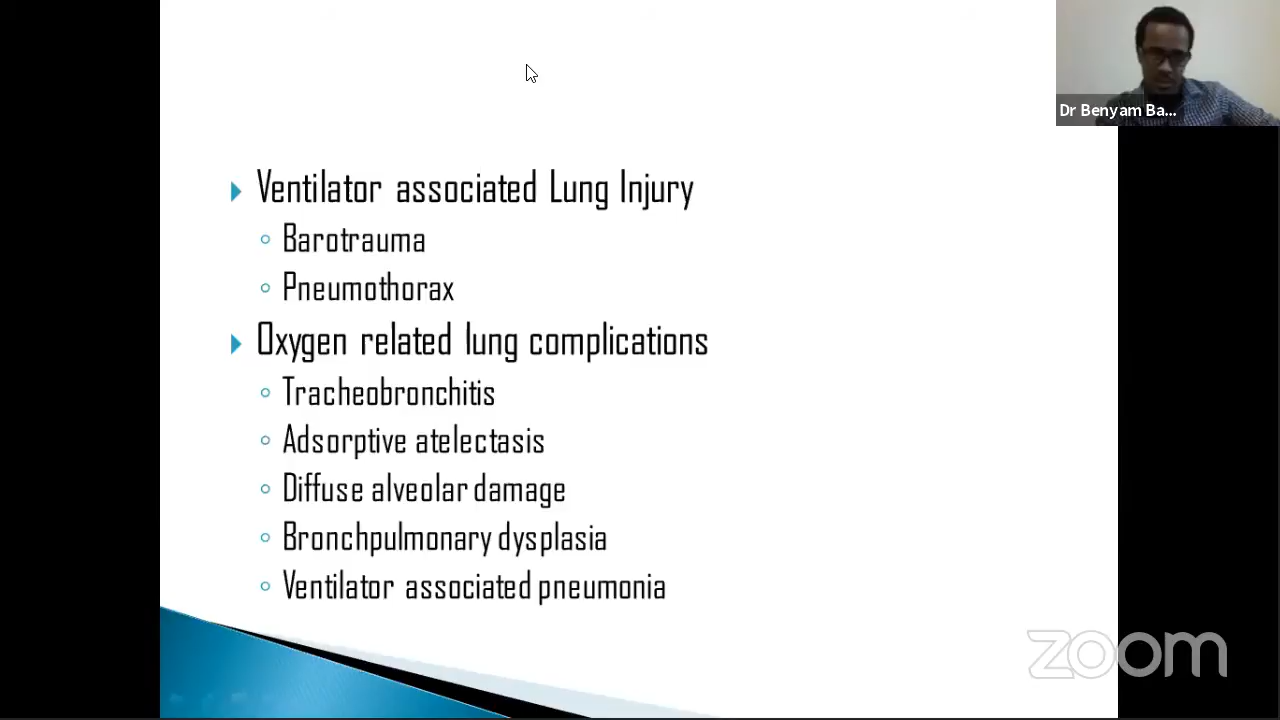 Dr Benyam Ba...
Ventilator associated Lung Injury
Barotrauma
Pneumothorax
Oxygen related lung complications
Tracheobronchitis
Adsorptive atelectasis
Diffuse alveolar damage
Bronchpulmonary dysplasia
Ventilator associated pneumonia
zoom